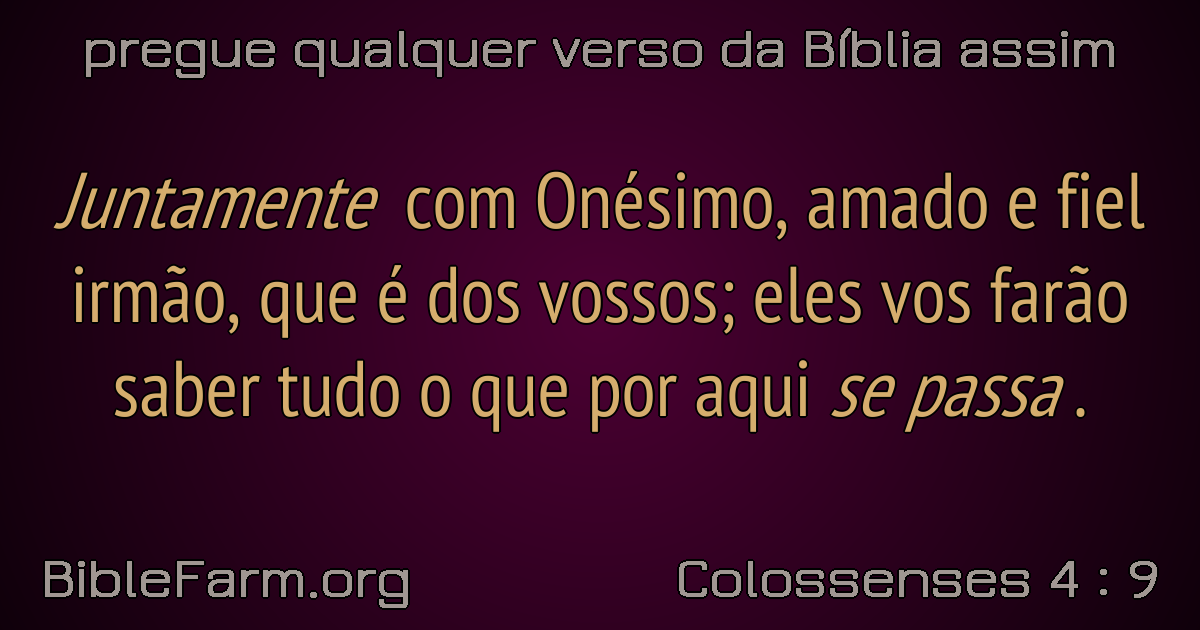 pregue qualquer verso da Bíblia assim
Juntamente com Onésimo, amado e fiel
irmão, que é dos vossos; eles vos farão
saber tudo o que por aqui se passa .
BibleFarm.org
Colossenses 4 : 9